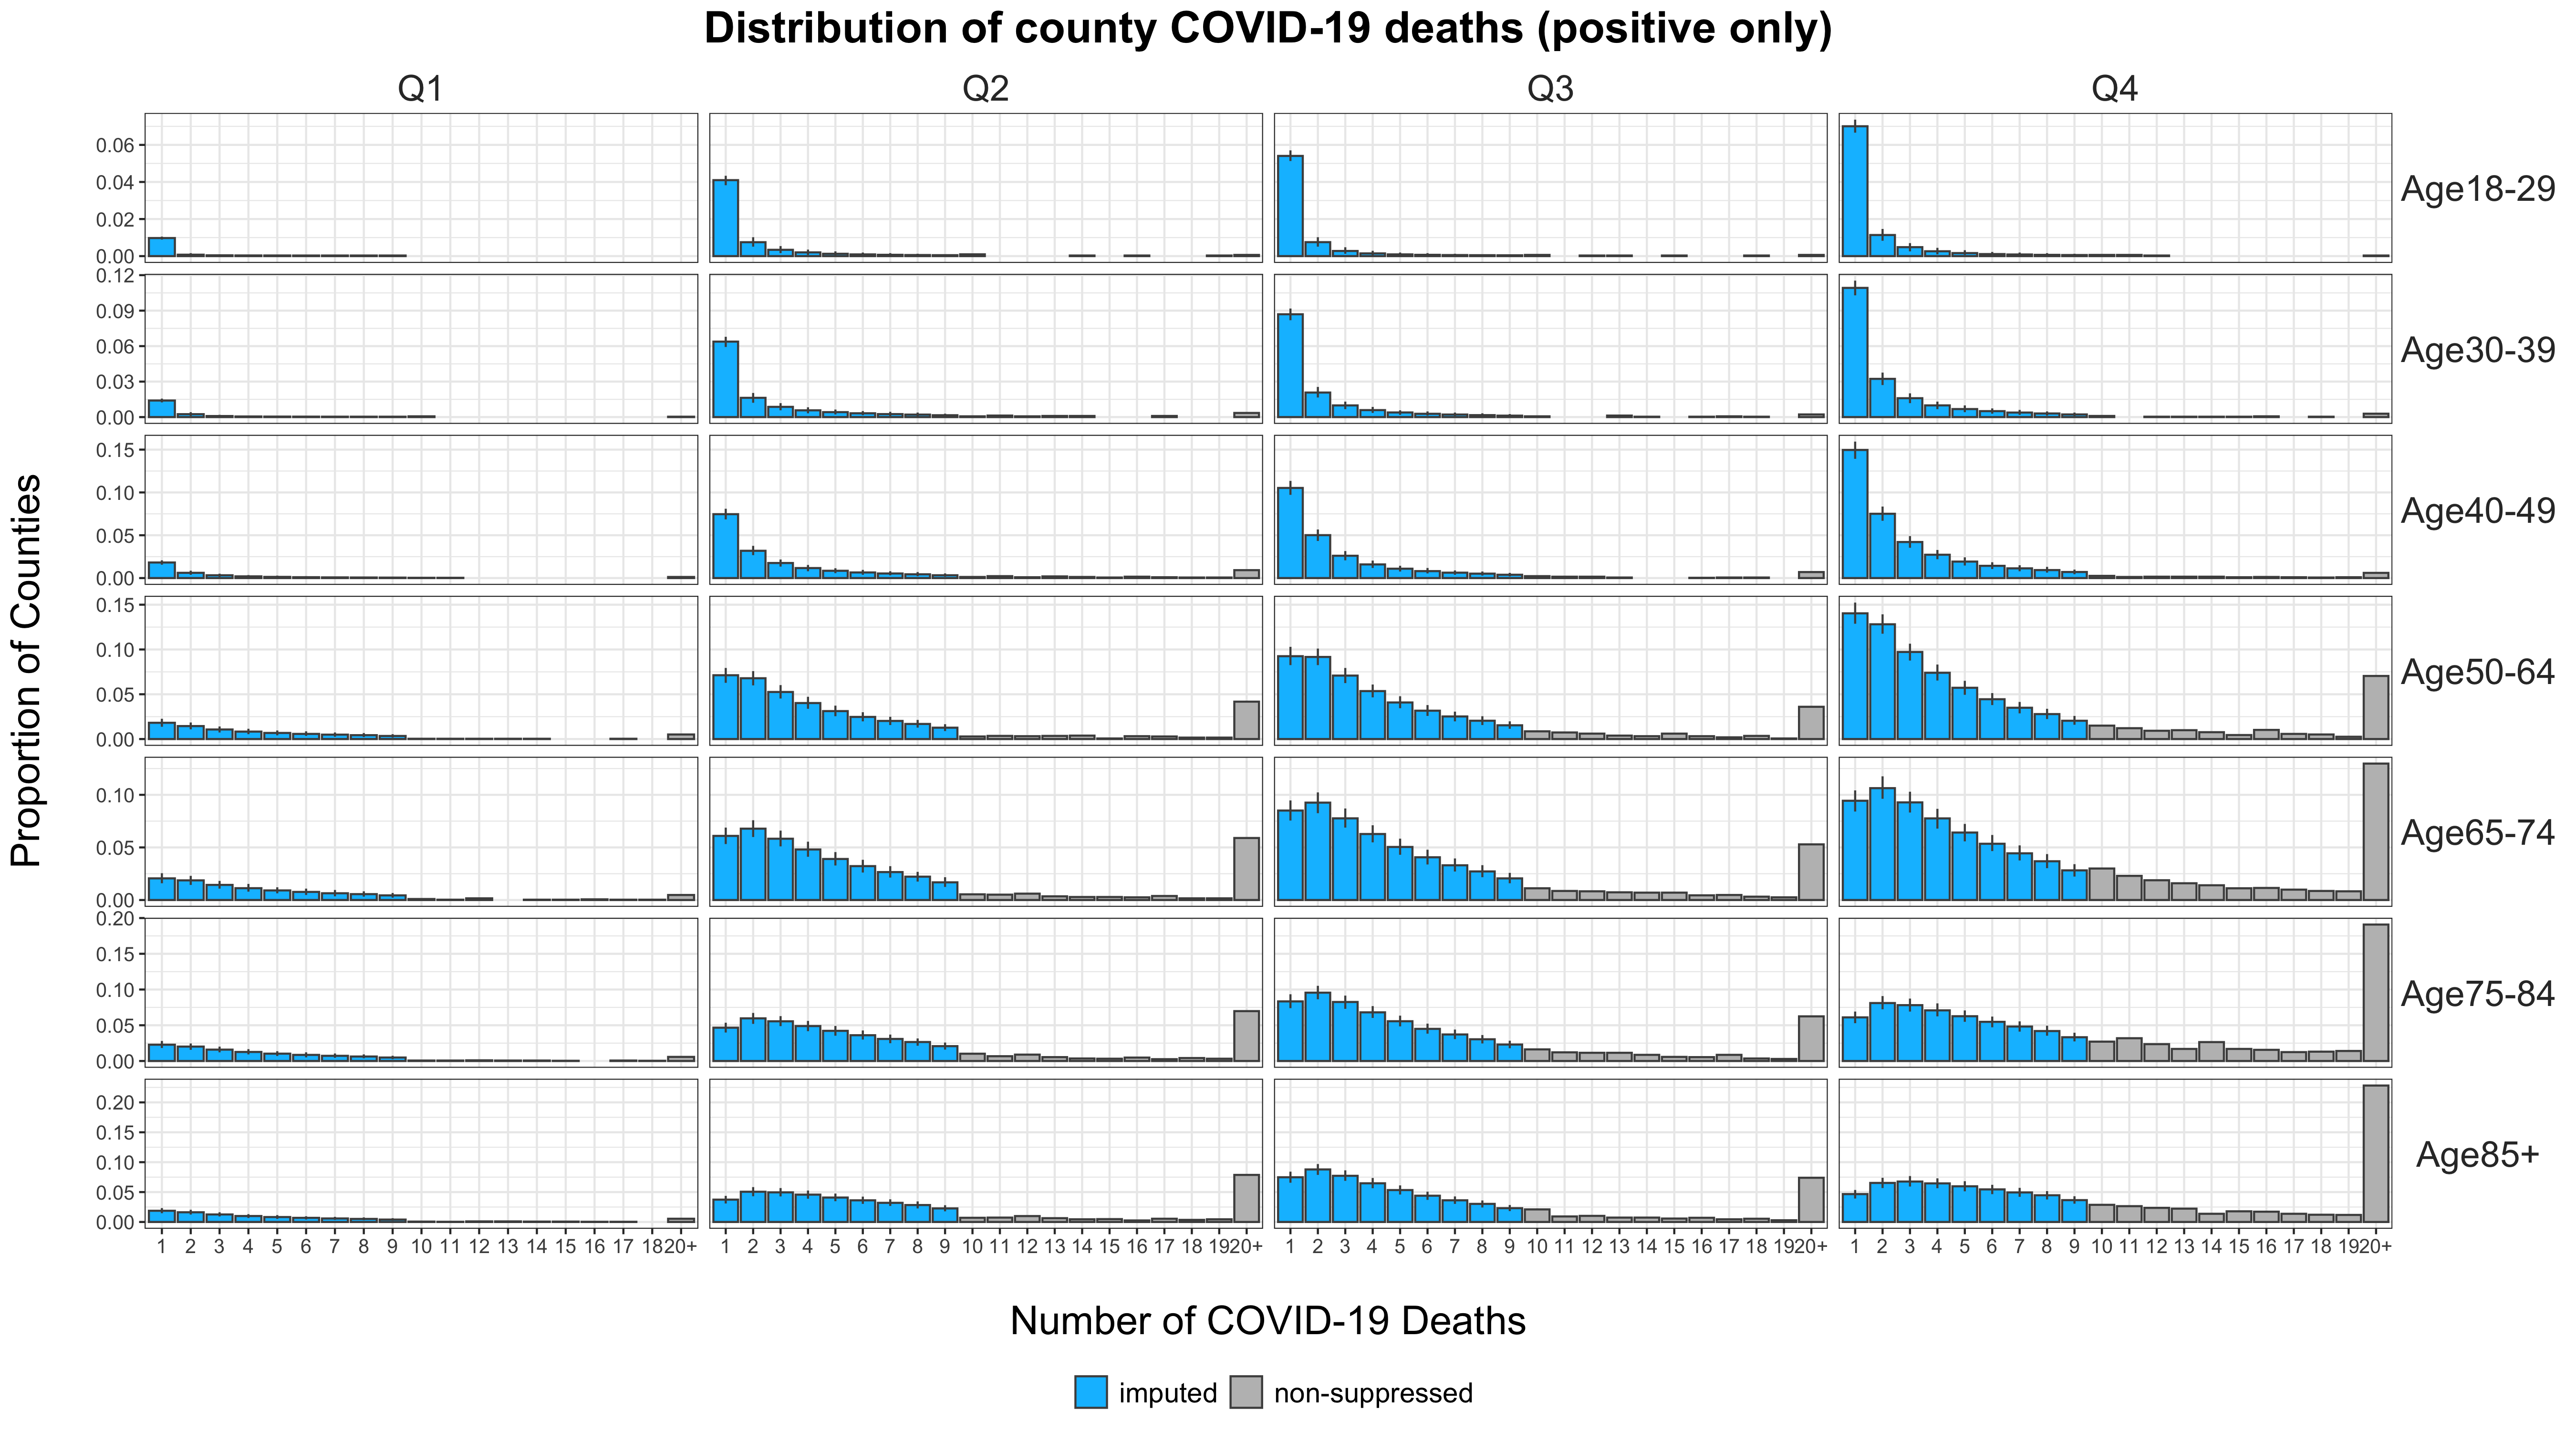 Distribution of county COVID-19 deaths (positive only)
Q1 Q2 Q3 Q4
0.06
0.04
0.02
0.00
Age18-29
0.12
0.09
0.06
0.03
0.00
Age30-39
0.15
0.10
0.05
0.00
Age40-49
0.15
0.10
0.05
0.00
Age50-64
0.10
0.05
0.00
Age65-74
0.20
0.15
0.10
0.05
0.00
Age75-84
0.20
0.15
0.10
0.05
0.00
Age85+
Proportion of Counties
1 2 3 4 5 6 7 8 9 10 11 12 13 14 15 16 17 18 20+ 1 2 3 4 5 6 7 8 9 10 11 12 13 14 15 16 17 18 19 20+ 1 2 3 4 5 6 7 8 9 10 11 12 13 14 15 16 17 18 19 20+ 1 2 3 4 5 6 7 8 9 10 11 12 13 14 15 16 17 18 19 20+
Number of COVID-19 Deaths
imputed non-suppressed